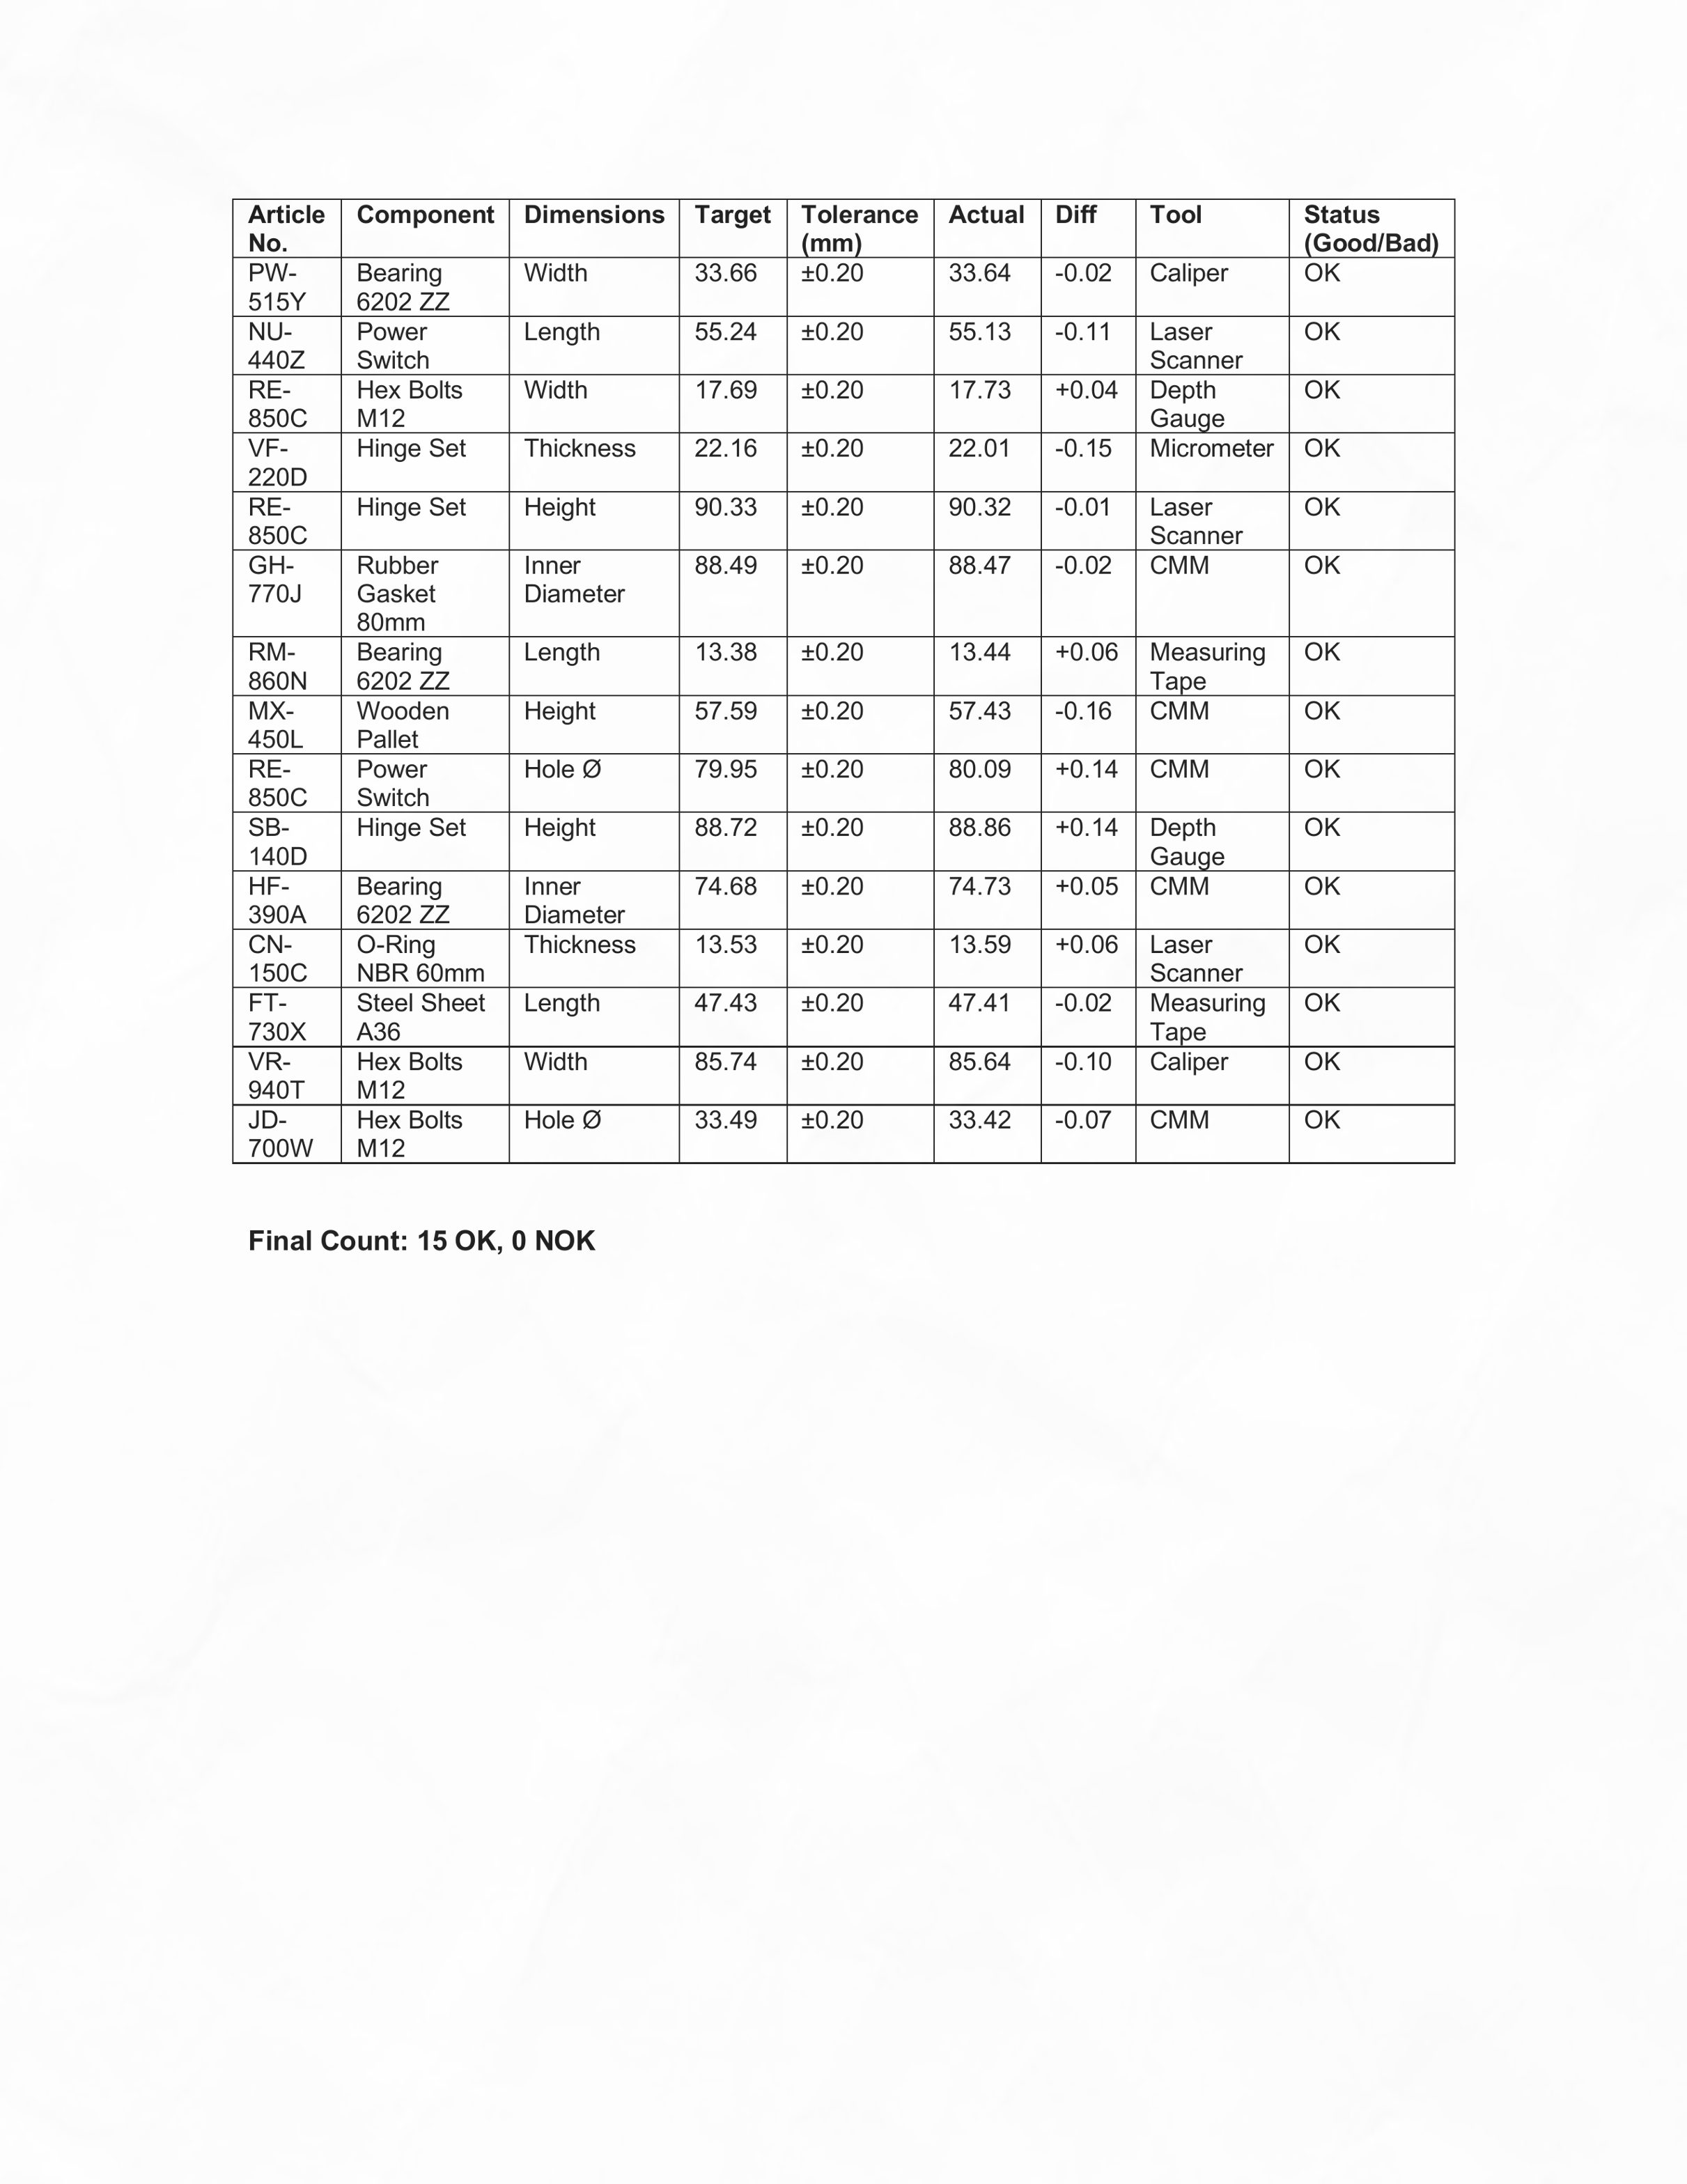 Article No. | Component | Dimensions | Target | Tolerance (mm) | Actual | Diff | Tool | Status (Good/Bad)
PW-515Y | Bearing 6202 ZZ | Width | 33.66 | ±0.20 | 33.64 | -0.02 | Caliper | OK
NU-440Z | Power Switch | Length | 55.24 | ±0.20 | 55.13 | -0.11 | Laser Scanner | OK
RE-850C | Hex Bolts M12 | Width | 17.69 | ±0.20 | 17.73 | +0.04 | Depth Gauge | OK
VF-220D | Hinge Set | Thickness | 22.16 | ±0.20 | 22.01 | -0.15 | Micrometer | OK
RE-850C | Hinge Set | Height | 90.33 | ±0.20 | 90.32 | -0.01 | Laser Scanner | OK
GH-770J | Rubber Gasket 80mm | Inner Diameter | 88.49 | ±0.20 | 88.47 | -0.02 | CMM | OK
RM-860N | Bearing 6202 ZZ | Length | 13.38 | ±0.20 | 13.44 | +0.06 | Measuring Tape | OK
MX-450L | Wooden Pallet | Height | 57.59 | ±0.20 | 57.43 | -0.16 | CMM | OK
RE-850C | Power Switch | Hole Ø | 79.95 | ±0.20 | 80.09 | +0.14 | CMM | OK
SB-140D | Hinge Set | Height | 88.72 | ±0.20 | 88.86 | +0.14 | Depth Gauge | OK
HF-390A | Bearing 6202 ZZ | Inner Diameter | 74.68 | ±0.20 | 74.73 | +0.05 | CMM | OK
CN-150C | O-Ring NBR 60mm | Thickness | 13.53 | ±0.20 | 13.59 | +0.06 | Laser Scanner | OK
FT-730X | Steel Sheet A36 | Length | 47.43 | ±0.20 | 47.41 | -0.02 | Measuring Tape | OK
VR-940T | Hex Bolts M12 | Width | 85.74 | ±0.20 | 85.64 | -0.10 | Caliper | OK
JD-700W | Hex Bolts M12 | Hole Ø | 33.49 | ±0.20 | 33.42 | -0.07 | CMM | OK
Final Count: 15 OK, 0 NOK